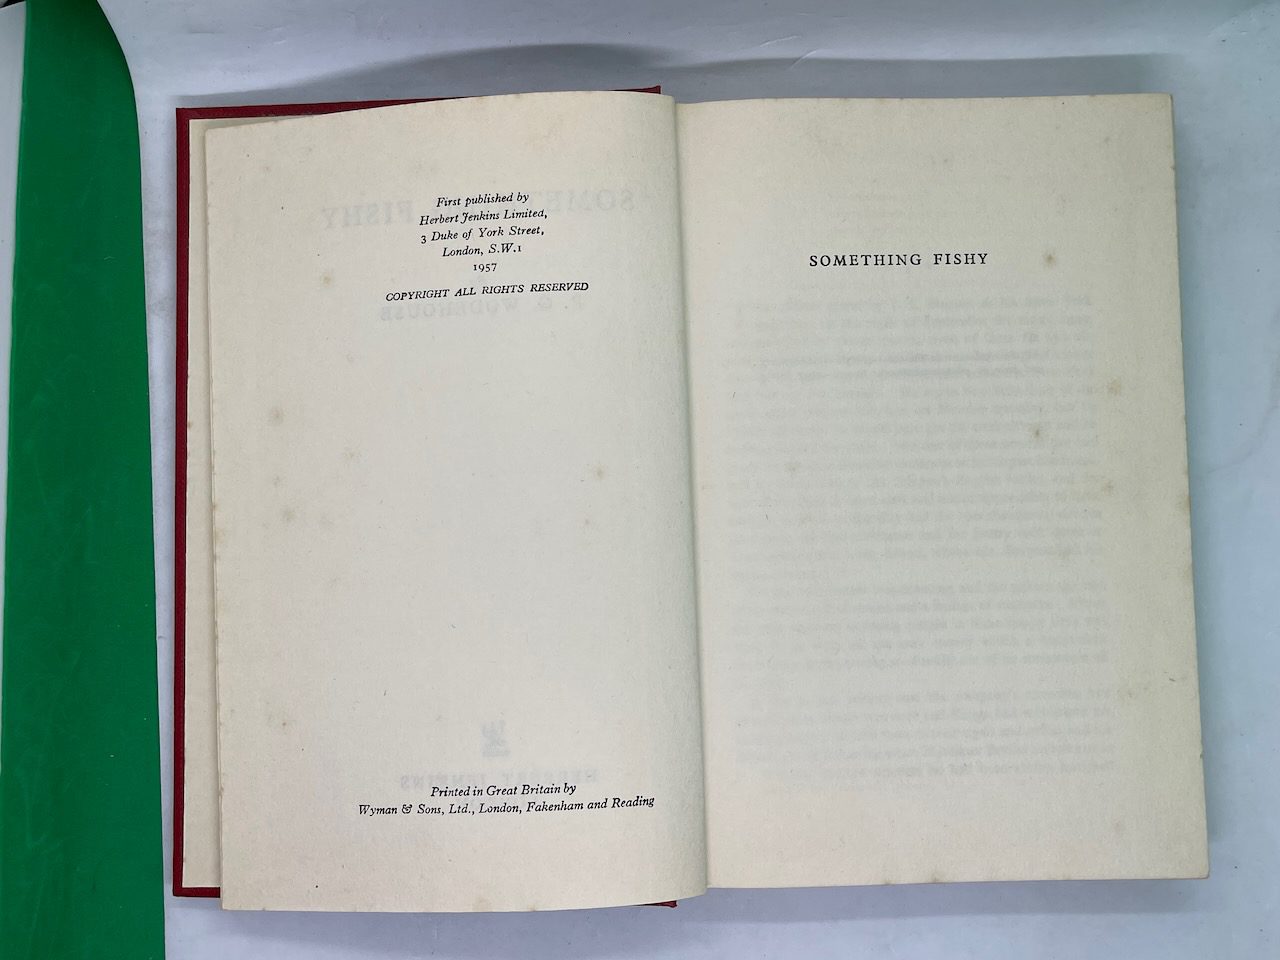 First published by
Herbert Jenkins Limited,
3 Duke of York Street,
London, S.W.1
1957
COPYRIGHT ALL RIGHTS RESERVED
Printed in Great Britain by
Wyman & Sons, Ltd., London, Fakenham and Reading
SOMETHING FISHY